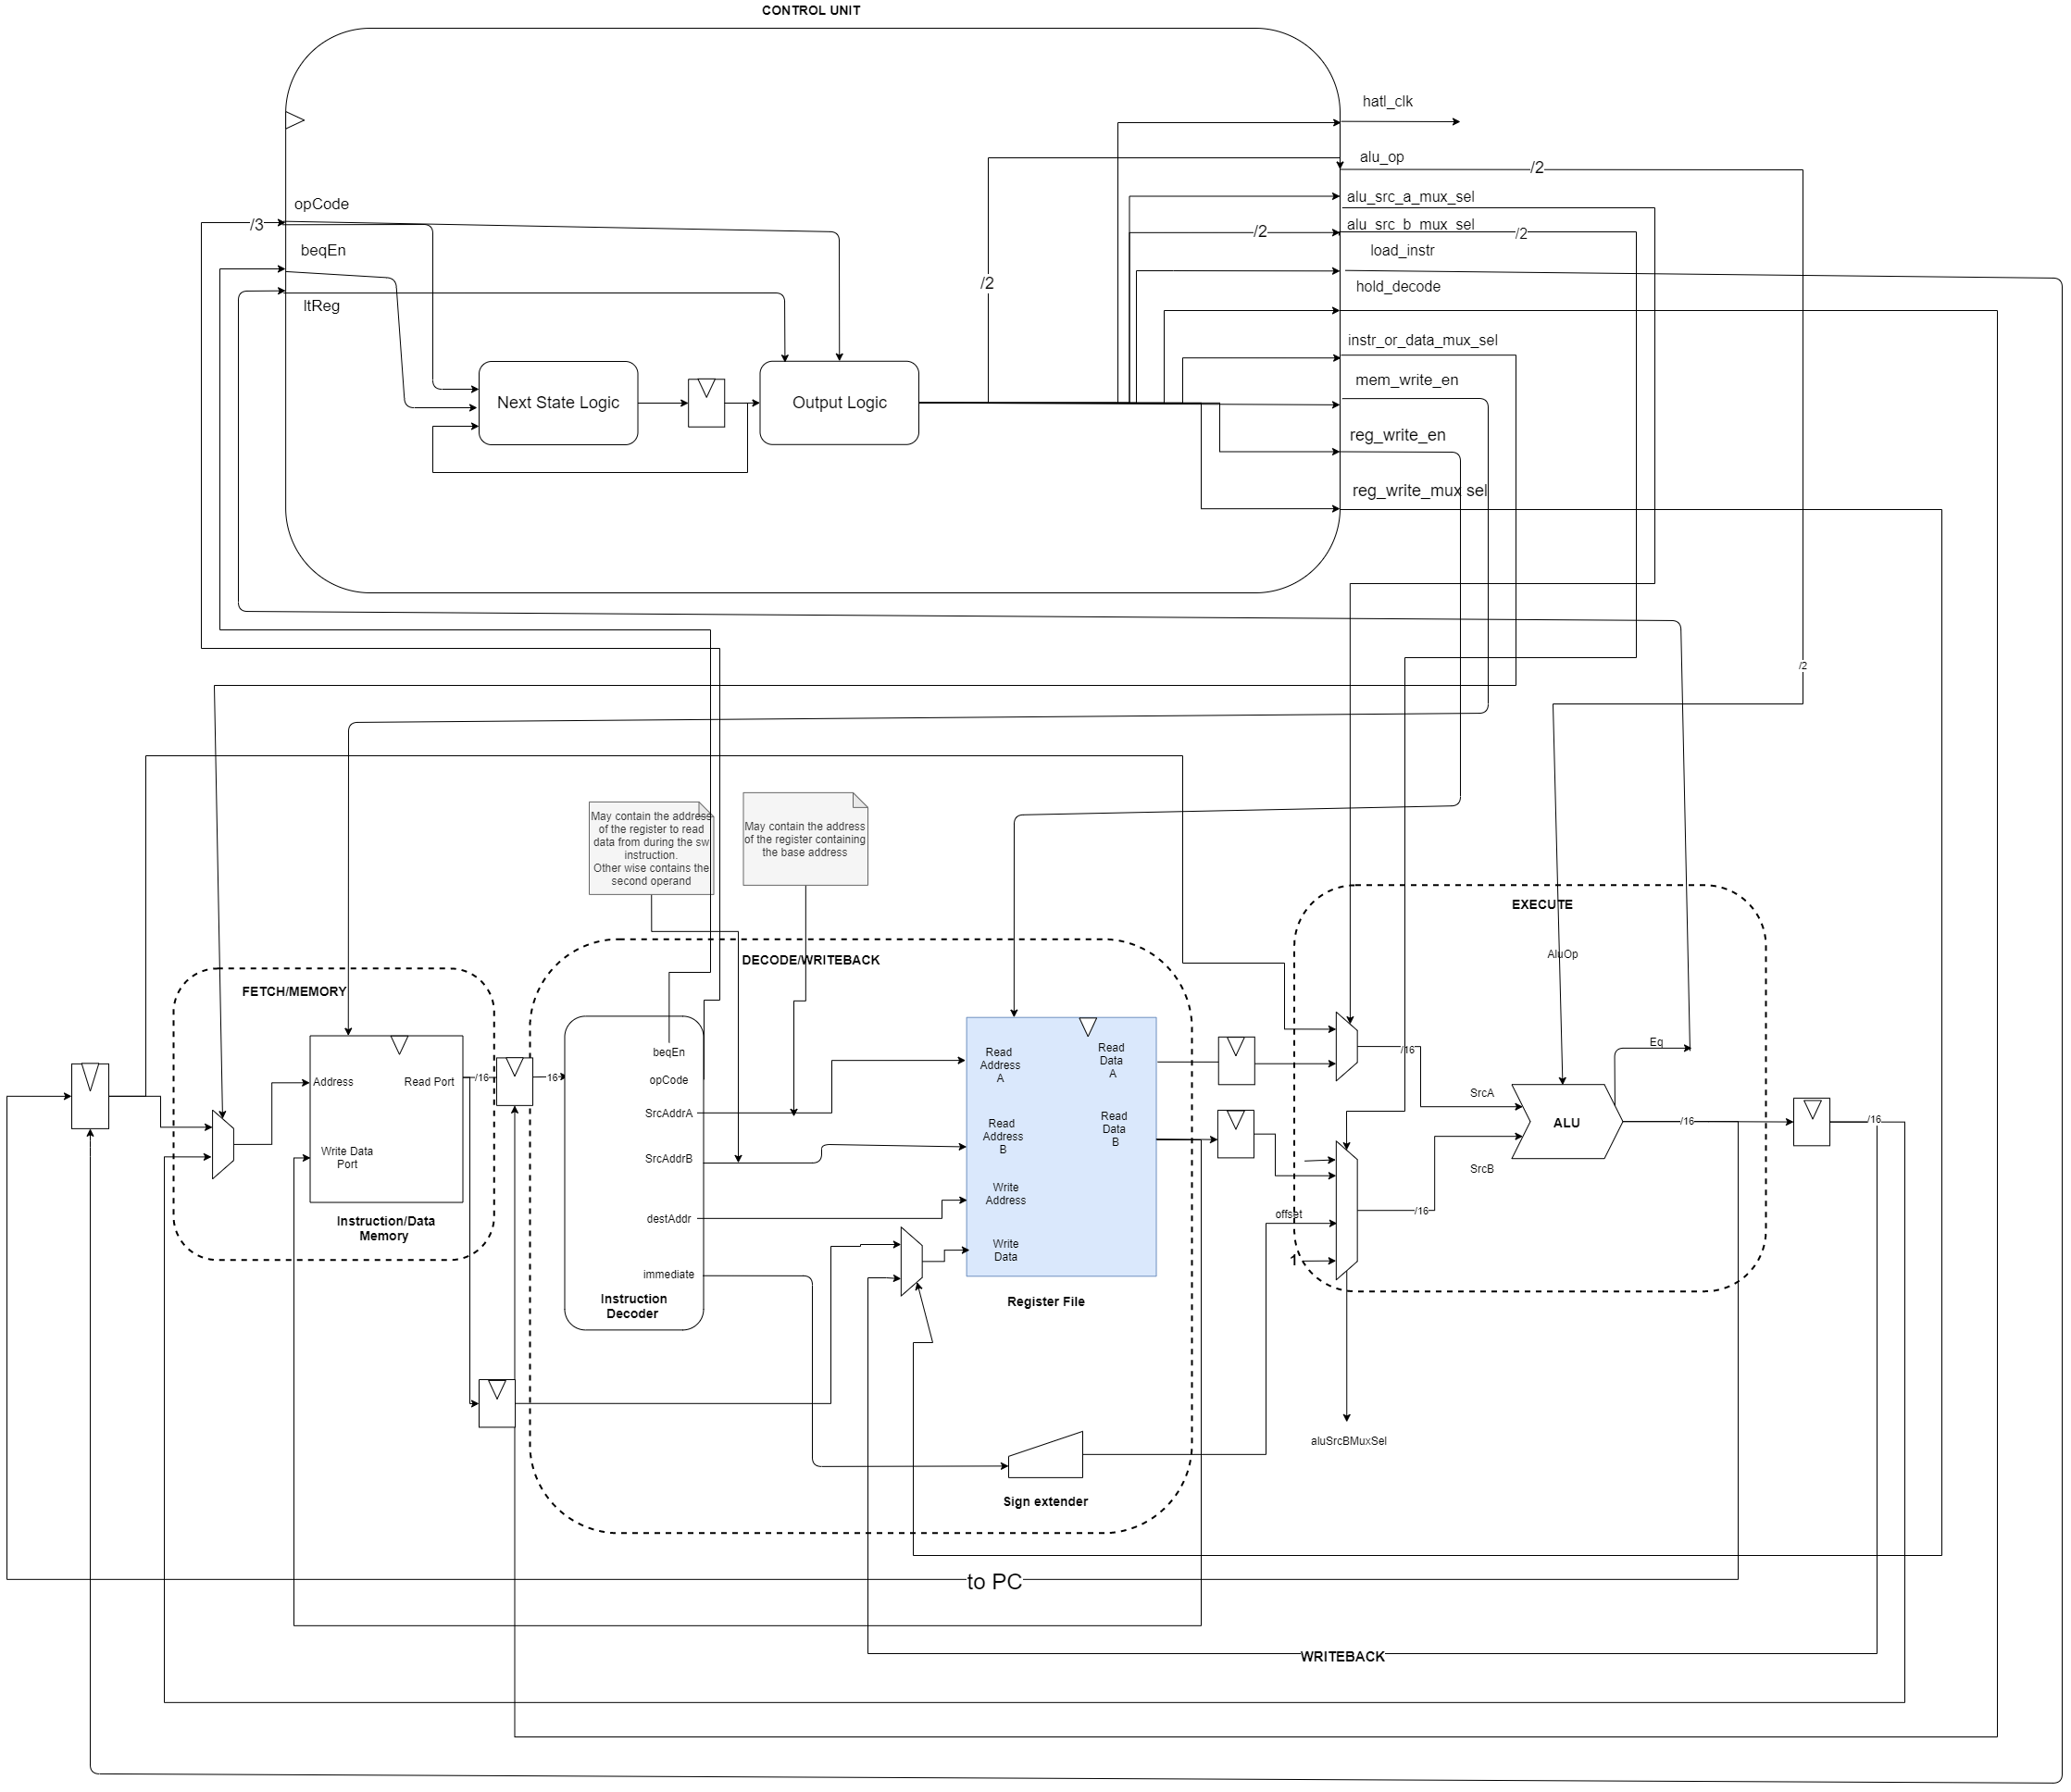 CONTROL UNIT
hatl_clk
alu_op
/2
alu_src_a_mux_sel
opCode
/3
alu_src_b_mux_sel
/2
/2
beqEn
load_instr
/2
hold_decode
ltReg
instr_or_data_mux_sel
mem_write_en
Next State Logic
Output Logic
reg_write_en
reg_write_mux sel
/2
May contain the address
of the register to read
data from during the sw
instruction.
Other wise contains the
second operand
May contain the address
of the register containing
the base address
EXECUTE
AluOp
DECODE/WRITEBACK
FETCH/MEMORY
beqEn
opCode
SrcAddrA
SrcAddrB
destAddr
immediate
Instruction
Decoder
Address
Read Port
/16
16
Write Data
Port
Instruction/Data
Memory
Read
Address
A
Read
Data
A
Read
Address
B
Read
Data
B
Write
Address
Write
Data
Register File
/16
Eq
SrcA
ALU
/16
/16
SrcB
offset
/16
1
aluSrcBMuxSel
Sign extender
to PC
WRITEBACK